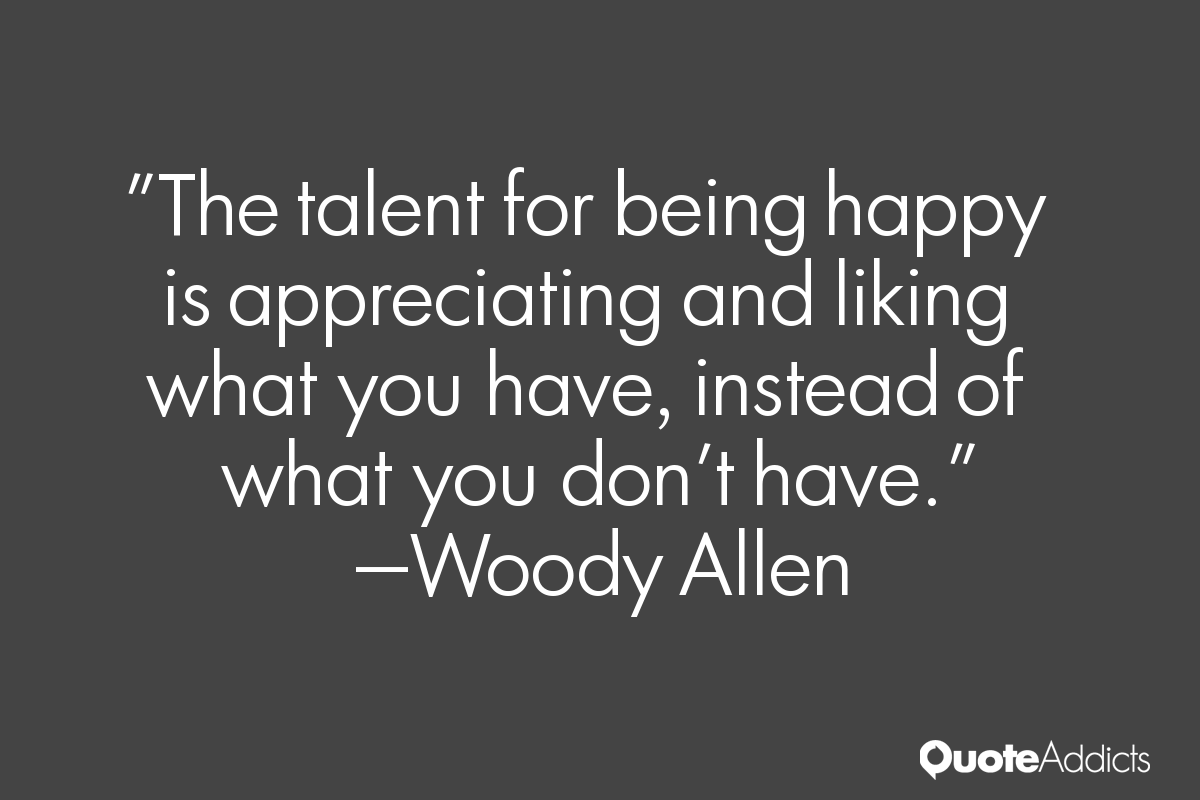 "The talent for being happy
is appreciating and liking
what you have, instead of
what you don't have."
—Woody Allen
QuoteAddicts